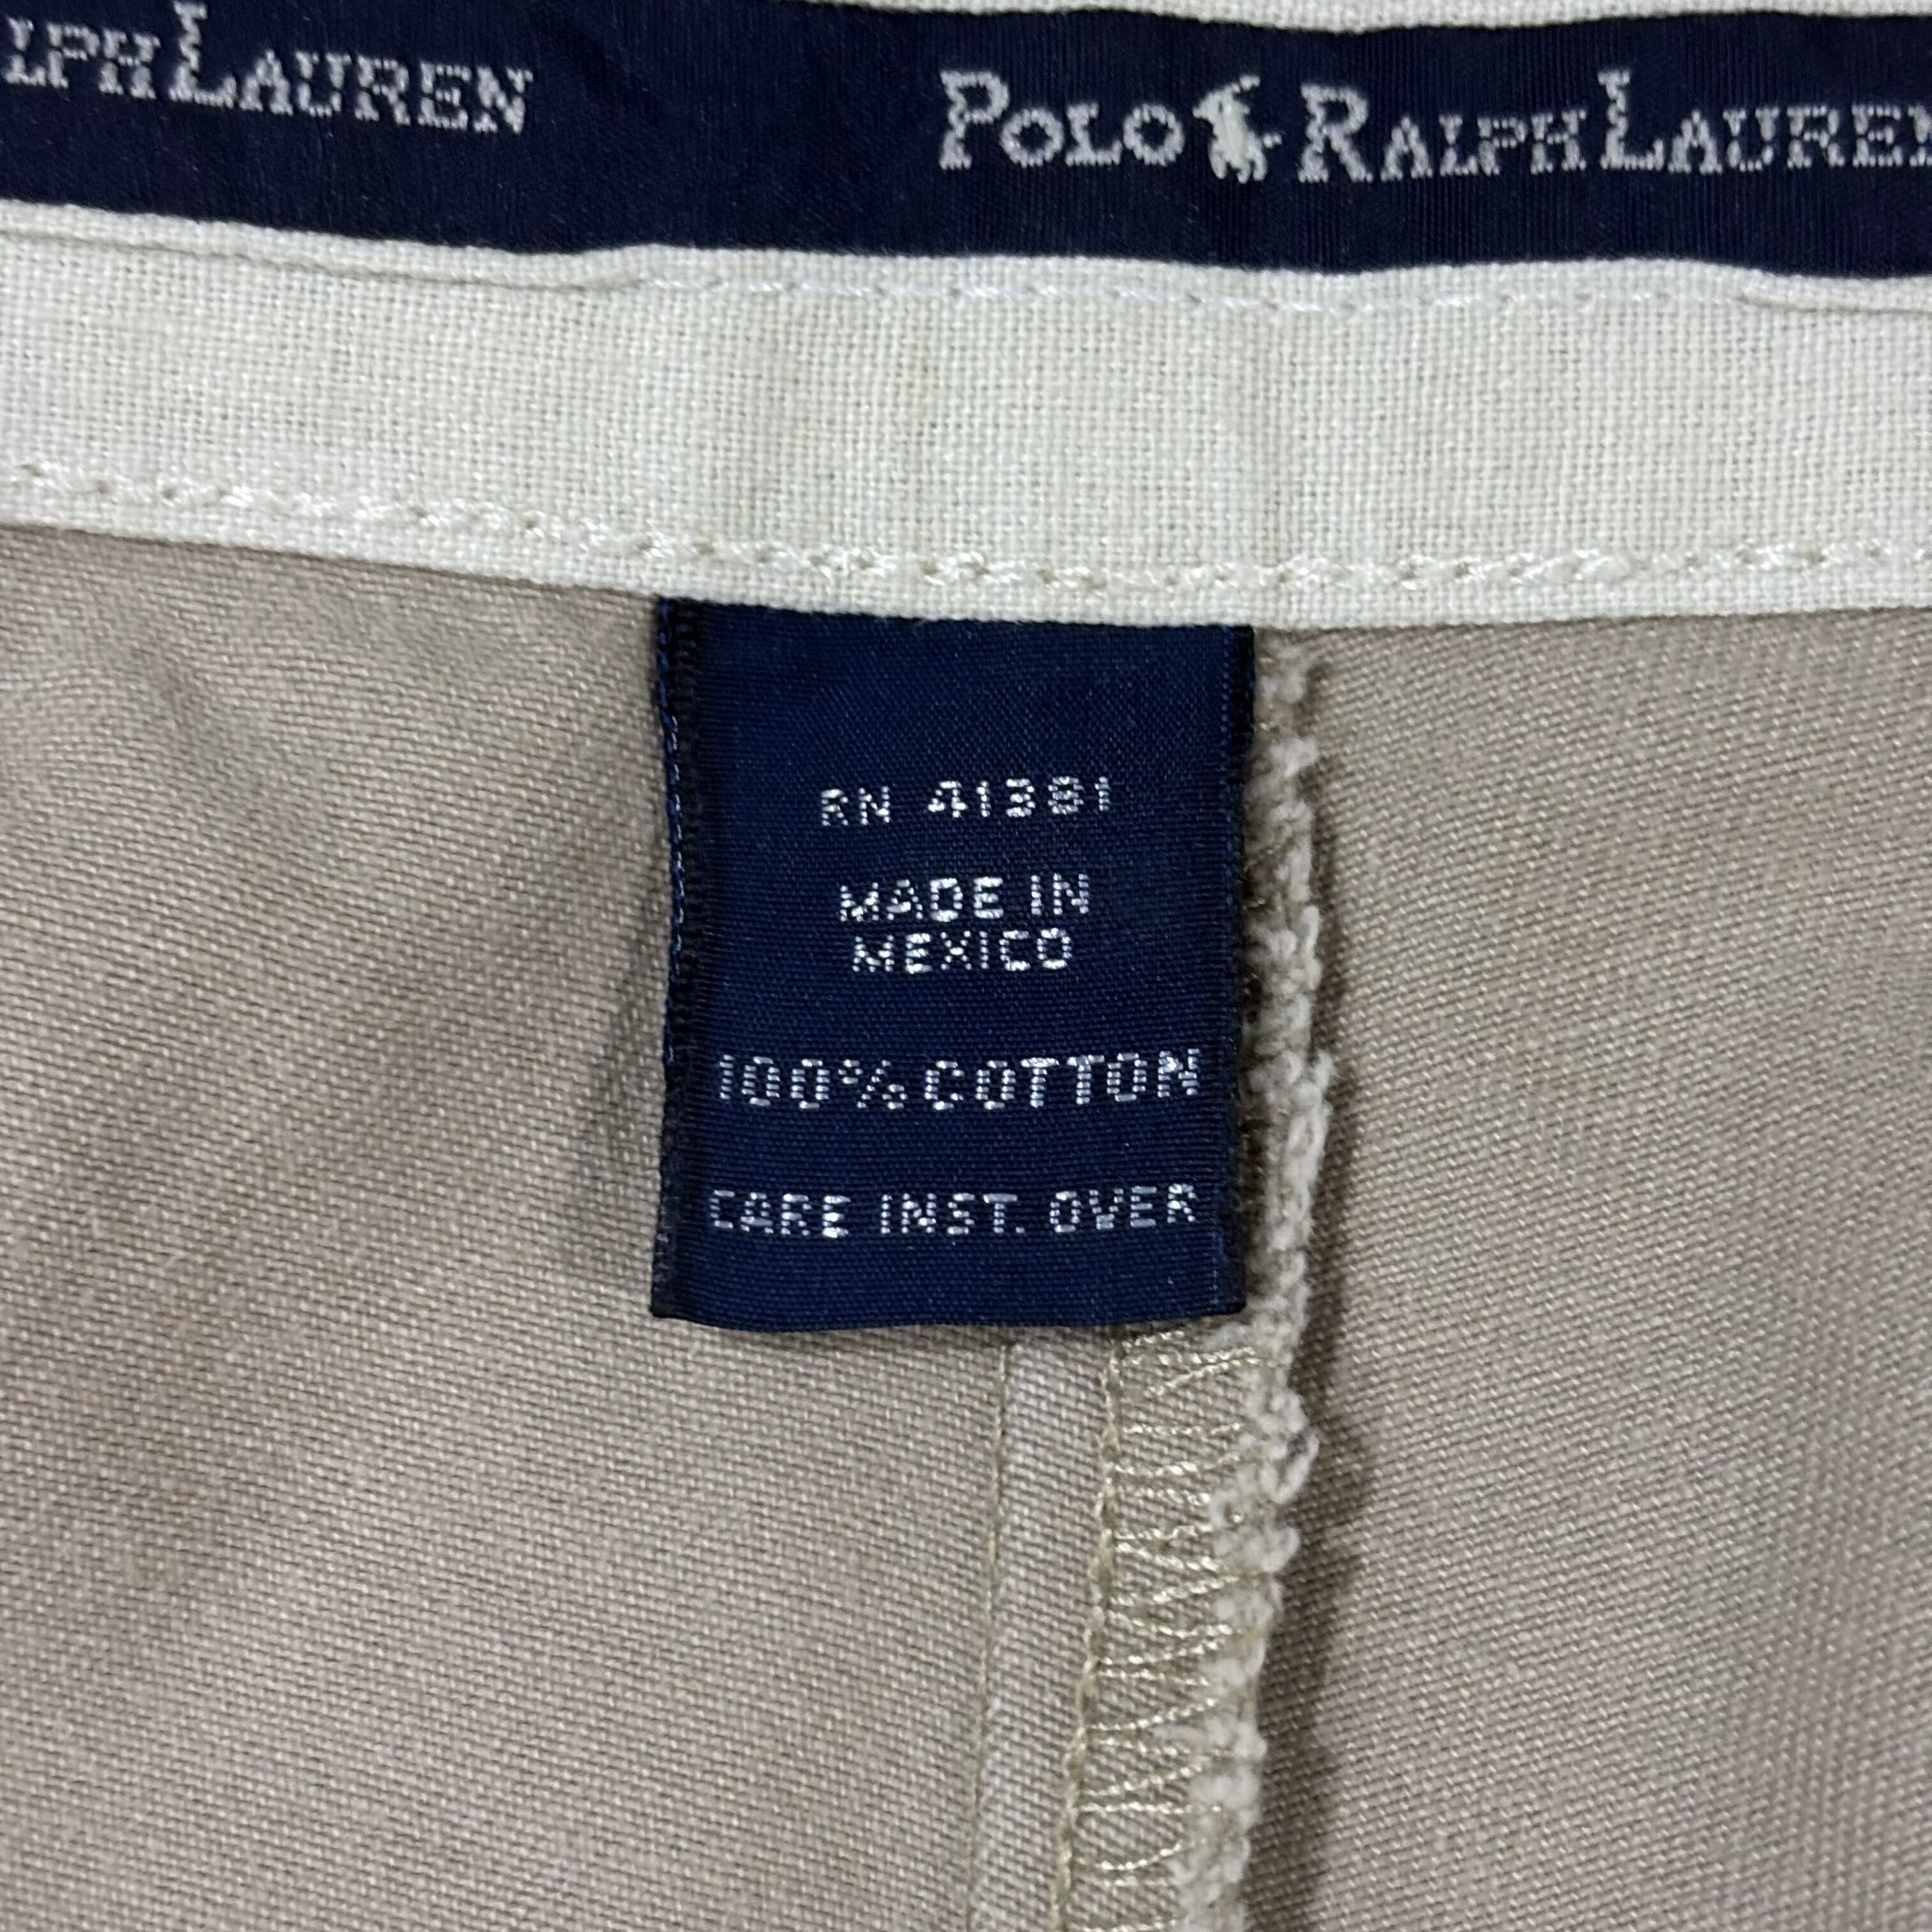 LPH LAUREN POLO RALPH LAUREN
RN 41381
MADE IN
MEXICO
100% COTTON
CARE INST. OVER